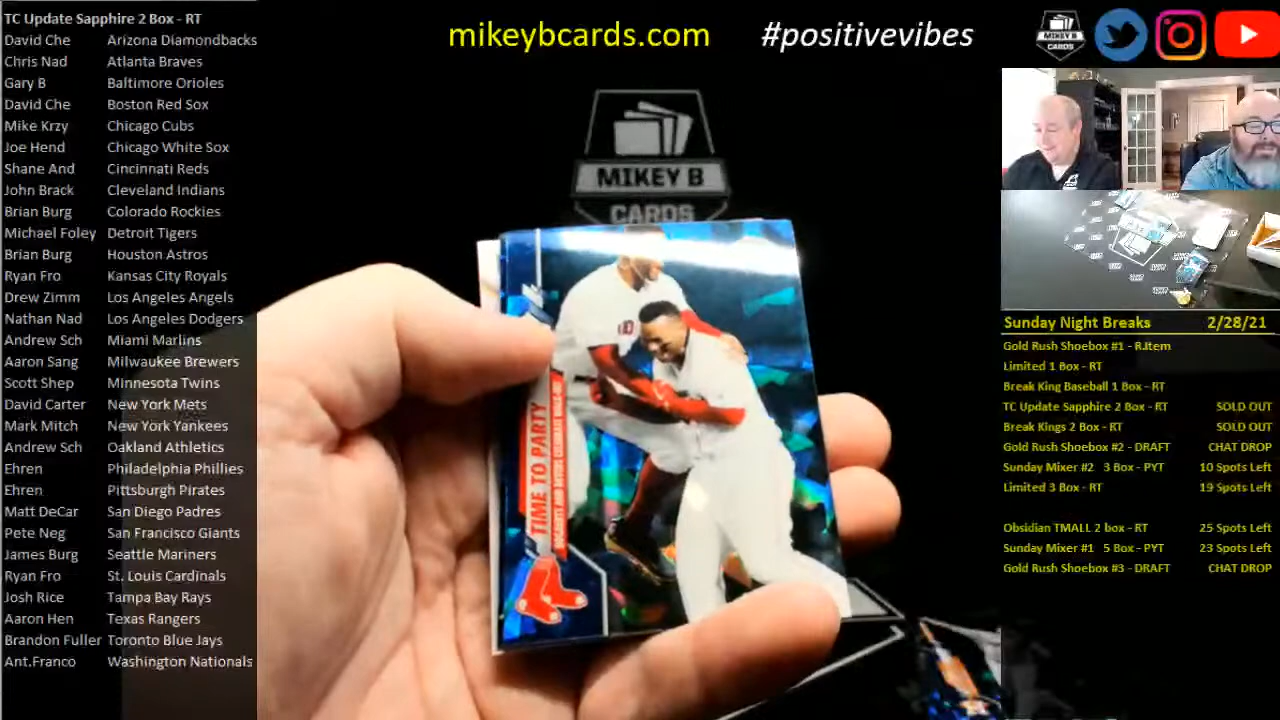 TC Update Sapphire 2 Box - RT
David Che Arizona Diamondbacks
Chris Nad Atlanta Braves
Gary B Baltimore Orioles
David Che Boston Red Sox
Mike Krzy Chicago Cubs
Joe Hend Chicago White Sox
Shane And Cincinnati Reds
John Brack Cleveland Indians
Brian Burg Colorado Rockies
Michael Foley Detroit Tigers
Brian Burg Houston Astros
Ryan Fro Kansas City Royals
Drew Zimm Los Angeles Angels
Nathan Nad Los Angeles Dodgers
Andrew Sch Miami Marlins
Aaron Sang Milwaukee Brewers
Scott Shep Minnesota Twins
David Carter New York Mets
Mark Mitch New York Yankees
Andrew Sch Oakland Athletics
Ehren Philadelphia Phillies
Ehren Pittsburgh Pirates
Matt DeCar San Diego Padres
Pete Neg San Francisco Giants
James Burg Seattle Mariners
Ryan Fro St. Louis Cardinals
Josh Rice Tampa Bay Rays
Aaron Hen Texas Rangers
Brandon Fuller Toronto Blue Jays
Ant.Franco Washington Nationals
mikeybcards.com #positivevibes
MIKEY B
CARDS
MIKEY B
CARDS
TIME TO PARTY
Sunday Night Breaks 2/28/21
Gold Rush Shoebox #1 - R.Item
Limited 1 Box - RT
Break King Baseball 1 Box - RT
TC Update Sapphire 2 Box - RT SOLD OUT
Break Kings 2 Box - RT SOLD OUT
Gold Rush Shoebox #2 - DRAFT CHAT DROP
Sunday Mixer #2 3 Box - PYT 10 Spots Left
Limited 3 Box - RT 19 Spots Left
Obsidian TMALL 2 box - RT 25 Spots Left
Sunday Mixer #1 5 Box - PYT 23 Spots Left
Gold Rush Shoebox #3 - DRAFT CHAT DROP